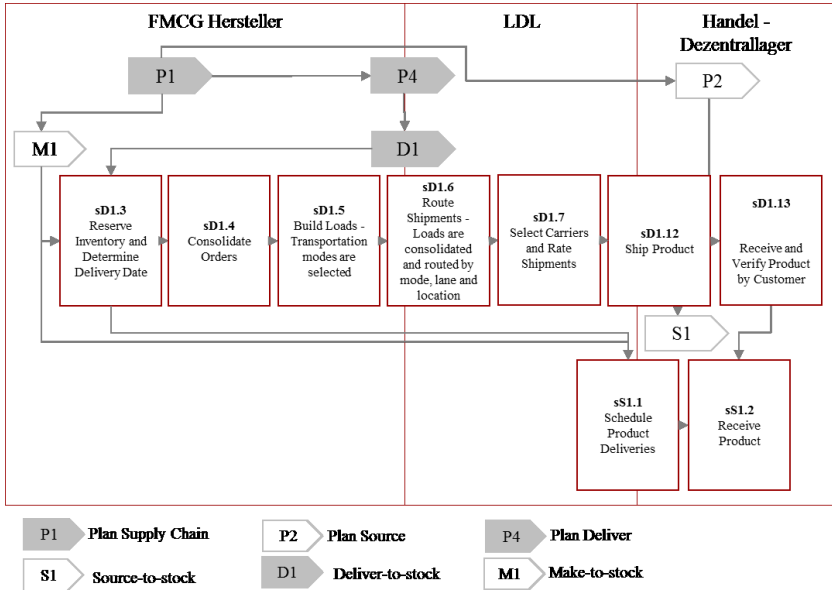 FMCG Hersteller
LDL
Handel -
Dezentrallager
P1
P4
P2
M1
D1
sD1.3
Reserve
Inventory and
Determine
Delivery Date
sD1.4
Consolidate
Orders
sD1.5
Build Loads -
Transportation
modes are
selected
sD1.6
Route
Shipments -
Loads are
consolidated
and routed by
mode, lane and
location
sD1.7
Select Carriers
and Rate
Shipments
sD1.12
Ship Product
sD1.13
Receive and
Verify Product
by Customer
S1
sS1.1
Schedule
Product
Deliveries
sS1.2
Receive
Product
P1 Plan Supply Chain
P2 Plan Source
P4 Plan Deliver
S1 Source-to-stock
D1 Deliver-to-stock
M1 Make-to-stock